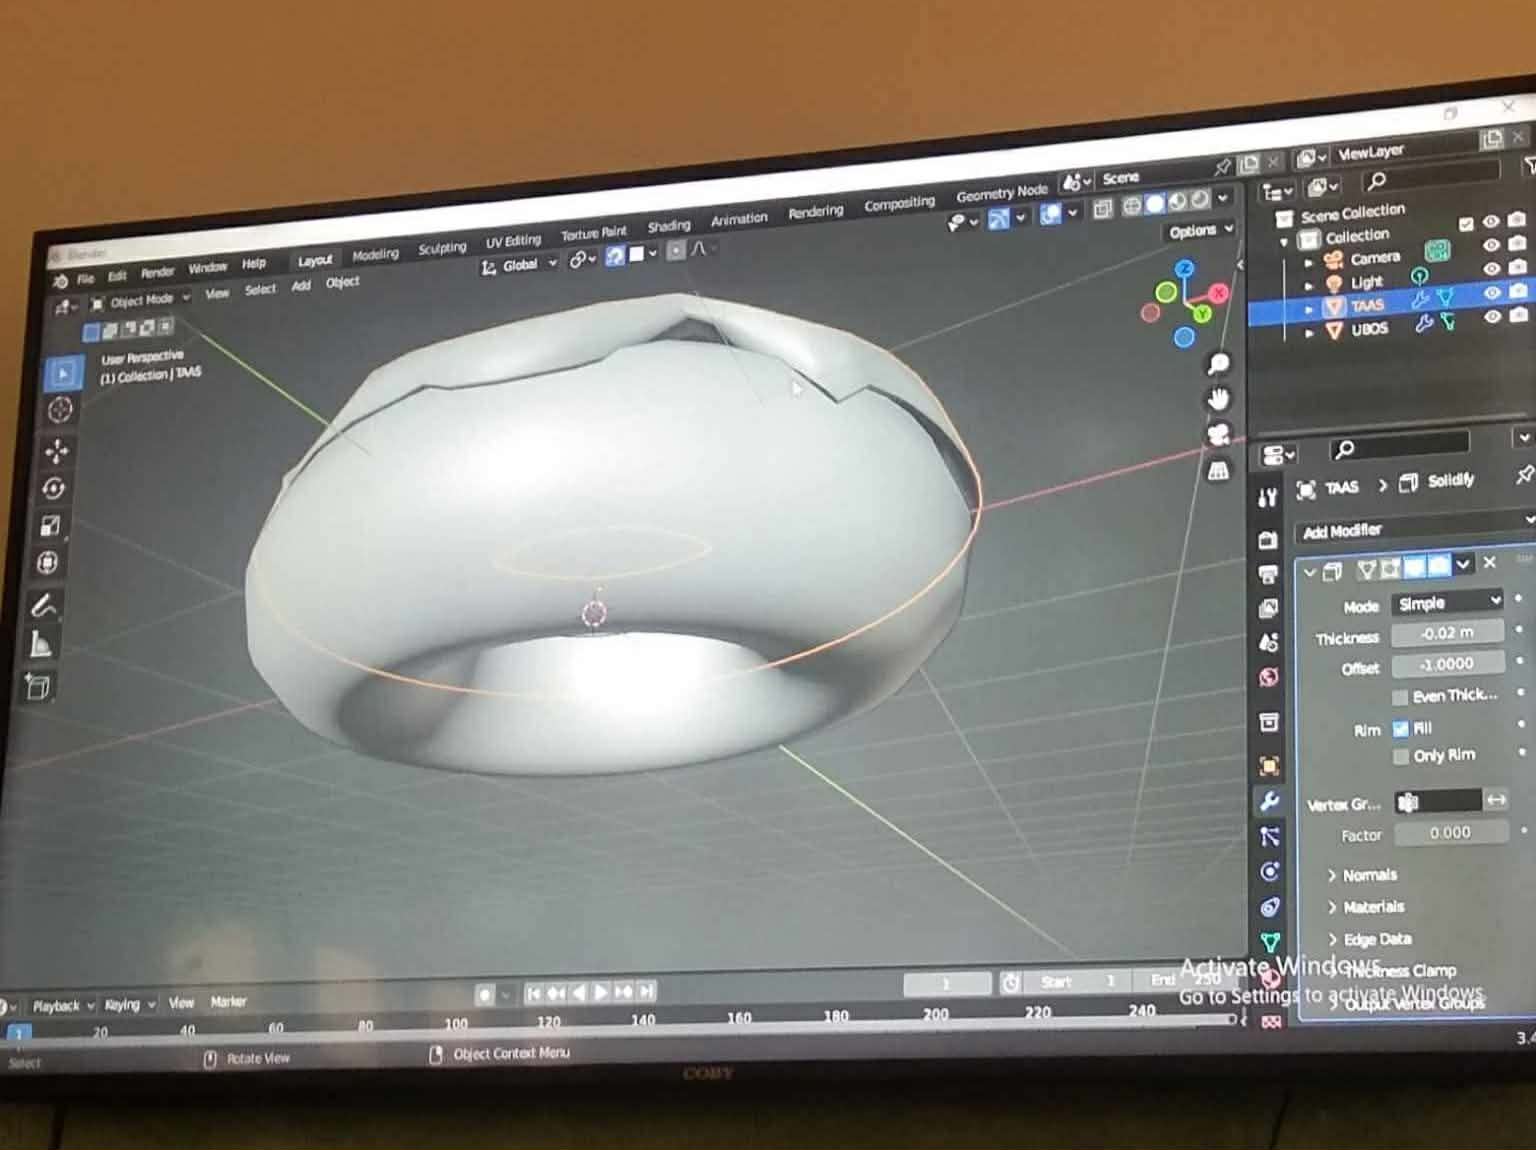 Blender
File Edit Render Window Help Layout Modeling Sculpting UV Editing Texture Paint Shading Animation Rendering Compositing Geometry Node Scene ViewLayer
Object Mode View Select Add Object Global
Options
User Perspective
(1) Collection | TAAS
Z
X
Y
Scene Collection
Collection
Camera
Light
TAAS
UBOS
TAAS > Solidify
Add Modifier
Mode Simple
Thickness -0.02 m
Offset -1.0000
Even Thick...
Rim Fill
Only Rim
Vertex Gr...
Factor 0.000
> Normals
> Materials
> Edge Data
Thickness Clamp
Output Vertex Groups
Activate Windows
Go to Settings to activate Windows.
Playback Keying View Marker
1 Start 1 End 250
1 20 40 60 80 100 120 140 160 180 200 220 240
Select Rotate View Object Context Menu
COBY